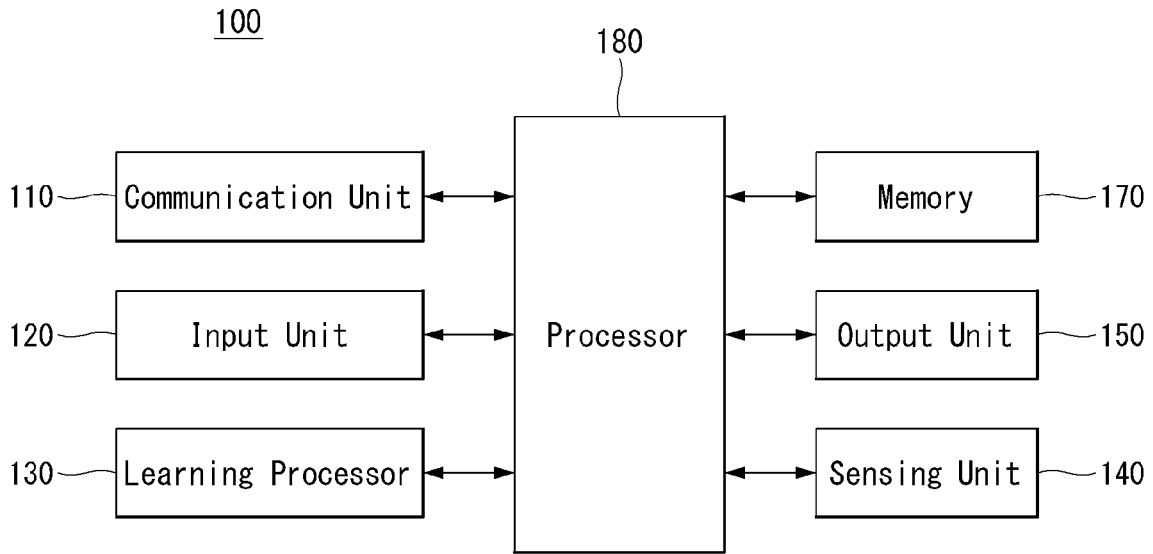 100
180
110
Communication Unit
Memory
170
120
Input Unit
Processor
Output Unit
150
130
Learning Processor
Sensing Unit
140